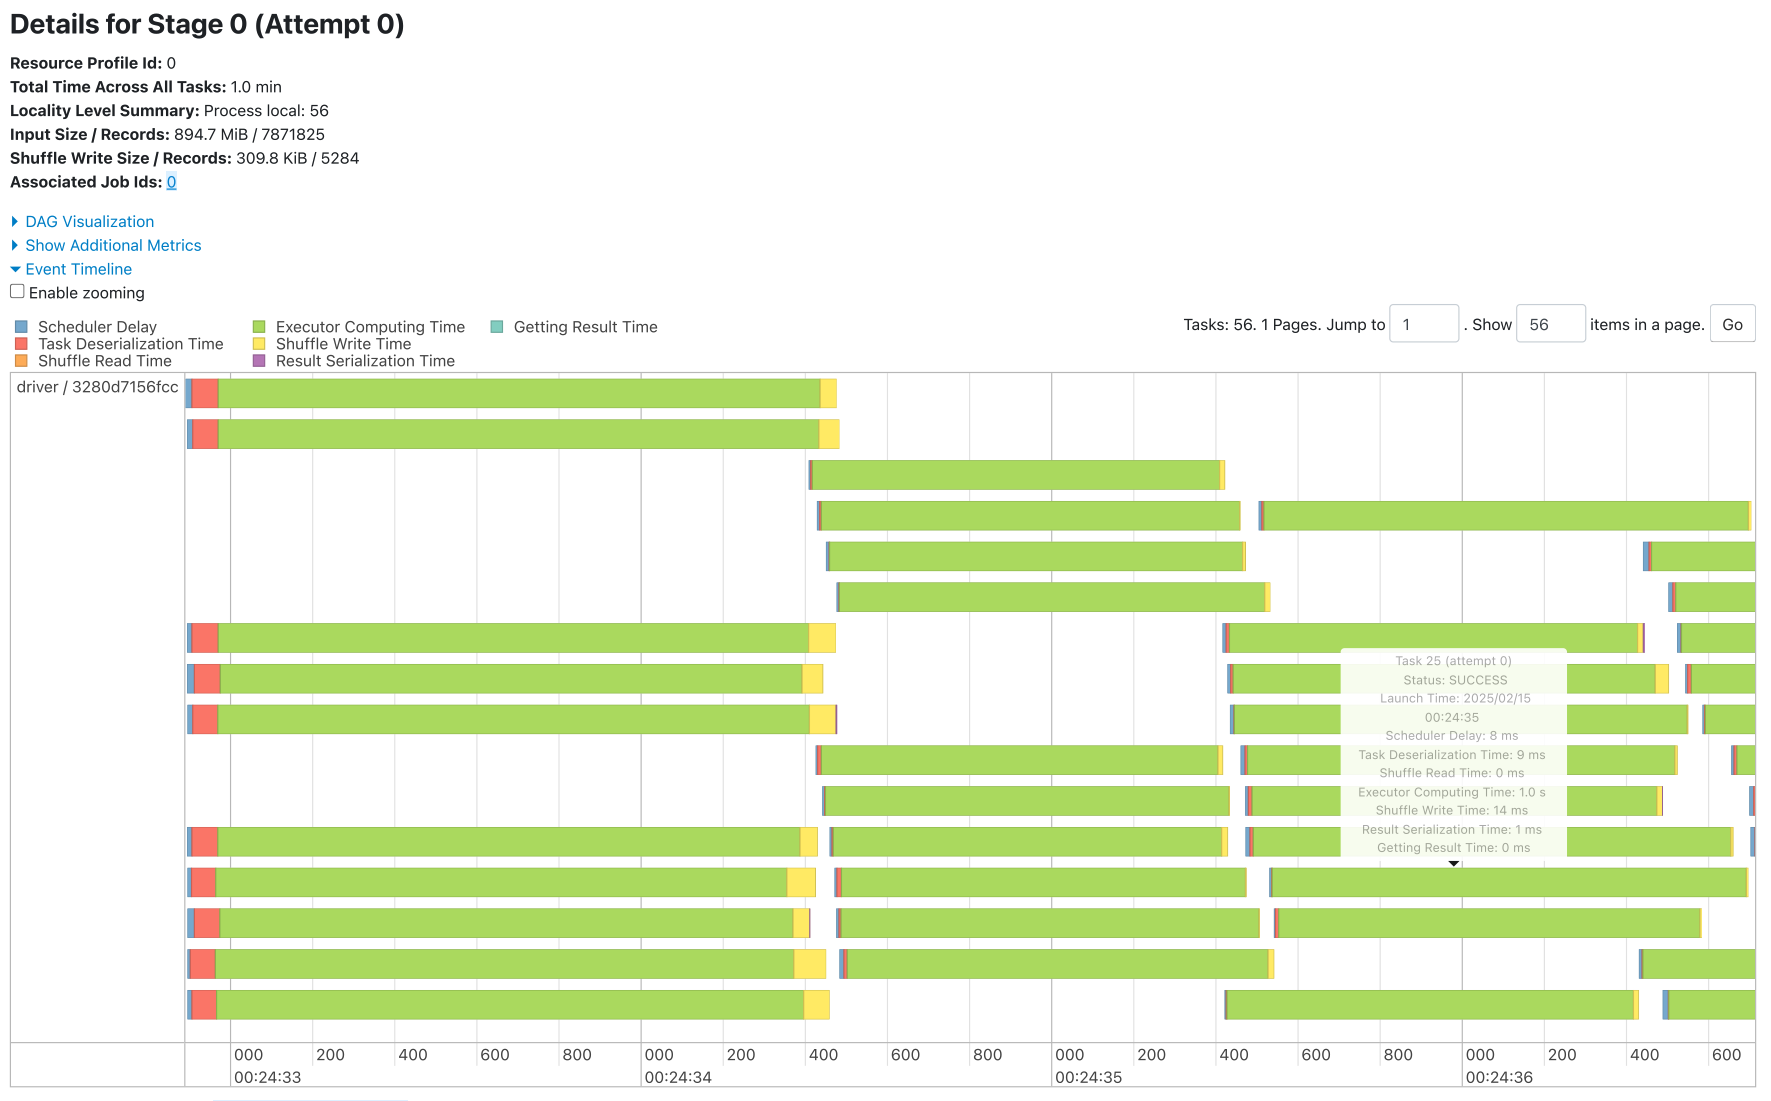 Details for Stage 0 (Attempt 0)
Resource Profile Id: 0
Total Time Across All Tasks: 1.0 min
Locality Level Summary: Process local: 56
Input Size / Records: 894.7 MiB / 7871825
Shuffle Write Size / Records: 309.8 KiB / 5284
Associated Job Ids: 0
DAG Visualization
Show Additional Metrics
Event Timeline
Enable zooming
Tasks: 56. 1 Pages. Jump to 1 . Show 56 items in a page. Go
Scheduler Delay Executor Computing Time Getting Result Time
Task Deserialization Time Shuffle Write Time
Shuffle Read Time Result Serialization Time
driver / 3280d7156fcc
Task 25 (attempt 0)
Status: SUCCESS
Launch Time: 2025/02/15
00:24:35
Scheduler Delay: 8 ms
Task Deserialization Time: 9 ms
Shuffle Read Time: 0 ms
Executor Computing Time: 1.0 s
Shuffle Write Time: 14 ms
Result Serialization Time: 1 ms
Getting Result Time: 0 ms
000 200 400 600 800 000 200 400 600 800 000 200 400 600 800 000 200 400 600
00:24:33 00:24:34 00:24:35 00:24:36